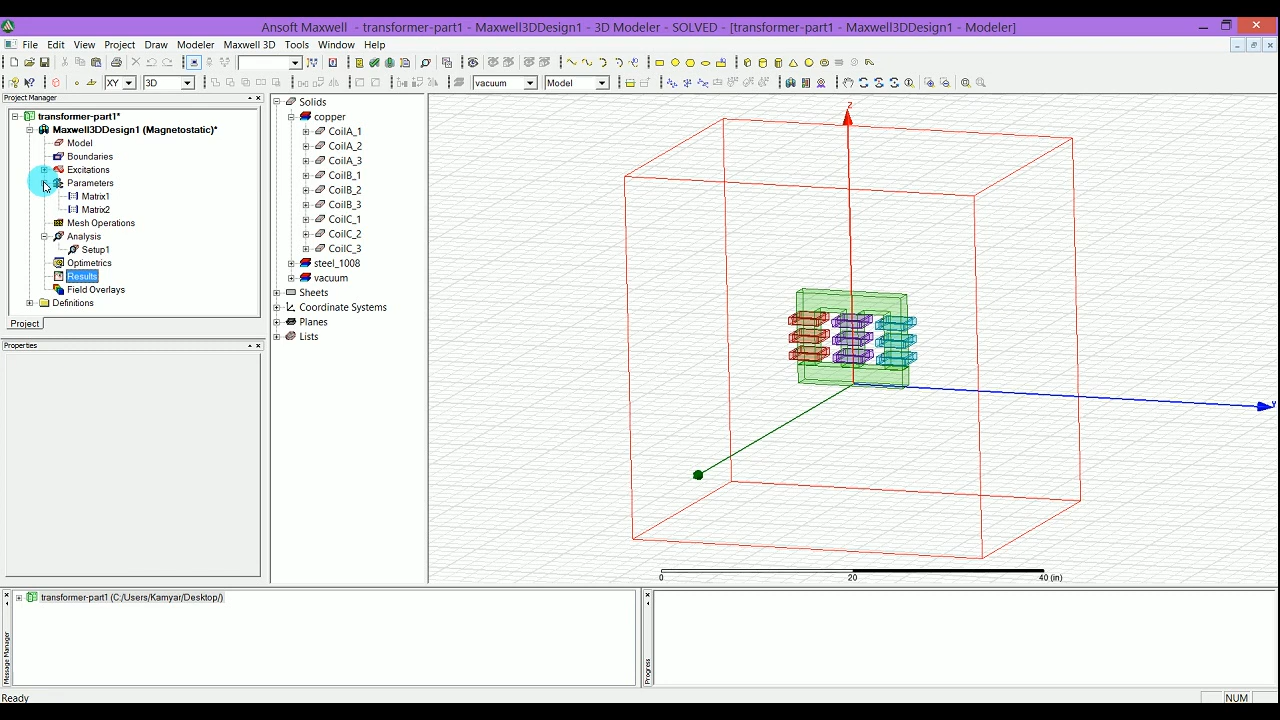 Ansoft Maxwell - transformer-part1 - Maxwell3DDesign1 - 3D Modeler - SOLVED - [transformer-part1 - Maxwell3DDesign1 - Modeler]
File Edit View Project Draw Modeler Maxwell 3D Tools Window Help
XY 3D vacuum Model
Project Manager
transformer-part1*
Maxwell3DDesign1 (Magnetostatic)*
Model
Boundaries
Excitations
Parameters
Matrix1
Matrix2
Mesh Operations
Analysis
Setup1
Optimetrics
Results
Field Overlays
Definitions
Project
Properties
Solids
copper
CoilA_1
CoilA_2
CoilA_3
CoilB_1
CoilB_2
CoilB_3
CoilC_1
CoilC_2
CoilC_3
steel_1008
vacuum
Sheets
Coordinate Systems
Planes
Lists
Z
0 20 40 (in)
transformer-part1 (C:/Users/Kamyar/Desktop/)
Message Manager
Progress
Ready
NUM